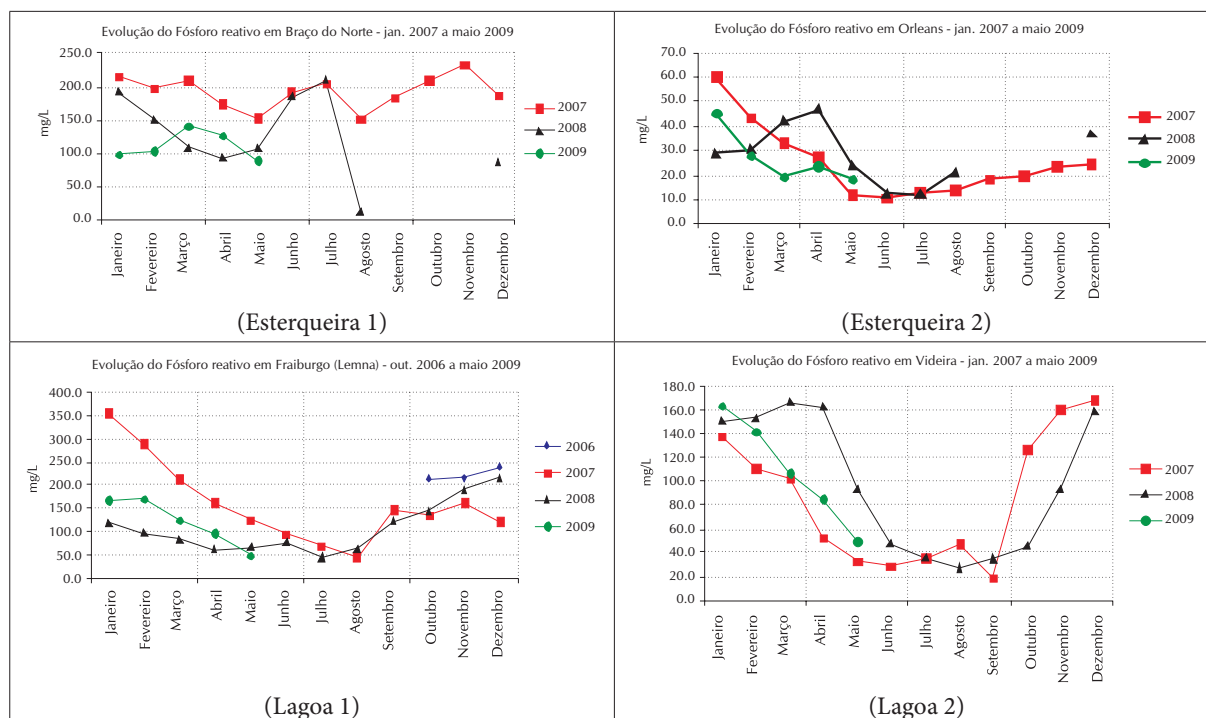 Evolução do Fósforo reativo em Braço do Norte - jan. 2007 a maio 2009
mg/L
250.0
200.0
150.0
100.0
50.0
0.0
Janeiro
Fevereiro
Março
Abril
Maio
Junho
Julho
Agosto
Setembro
Outubro
Novembro
Dezembro
2007
2008
2009
(Esterqueira 1)
Evolução do Fósforo reativo em Orleans - jan. 2007 a maio 2009
mg/L
70.0
60.0
50.0
40.0
30.0
20.0
10.0
0.0
Janeiro
Fevereiro
Março
Abril
Maio
Junho
Julho
Agosto
Setembro
Outubro
Novembro
Dezembro
2007
2008
2009
(Esterqueira 2)
Evolução do Fósforo reativo em Fraiburgo (Lemna) - out. 2006 a maio 2009
mg/L
400.0
350.0
300.0
250.0
200.0
150.0
100.0
50.0
0.0
Janeiro
Fevereiro
Março
Abril
Maio
Junho
Julho
Agosto
Setembro
Outubro
Novembro
Dezembro
2006
2007
2008
2009
(Lagoa 1)
Evolução do Fósforo reativo em Videira - jan. 2007 a maio 2009
mg/L
180.0
160.0
140.0
120.0
100.0
80.0
60.0
40.0
20.0
0.0
Janeiro
Fevereiro
Março
Abril
Maio
Junho
Julho
Agosto
Setembro
Outubro
Novembro
Dezembro
2007
2008
2009
(Lagoa 2)